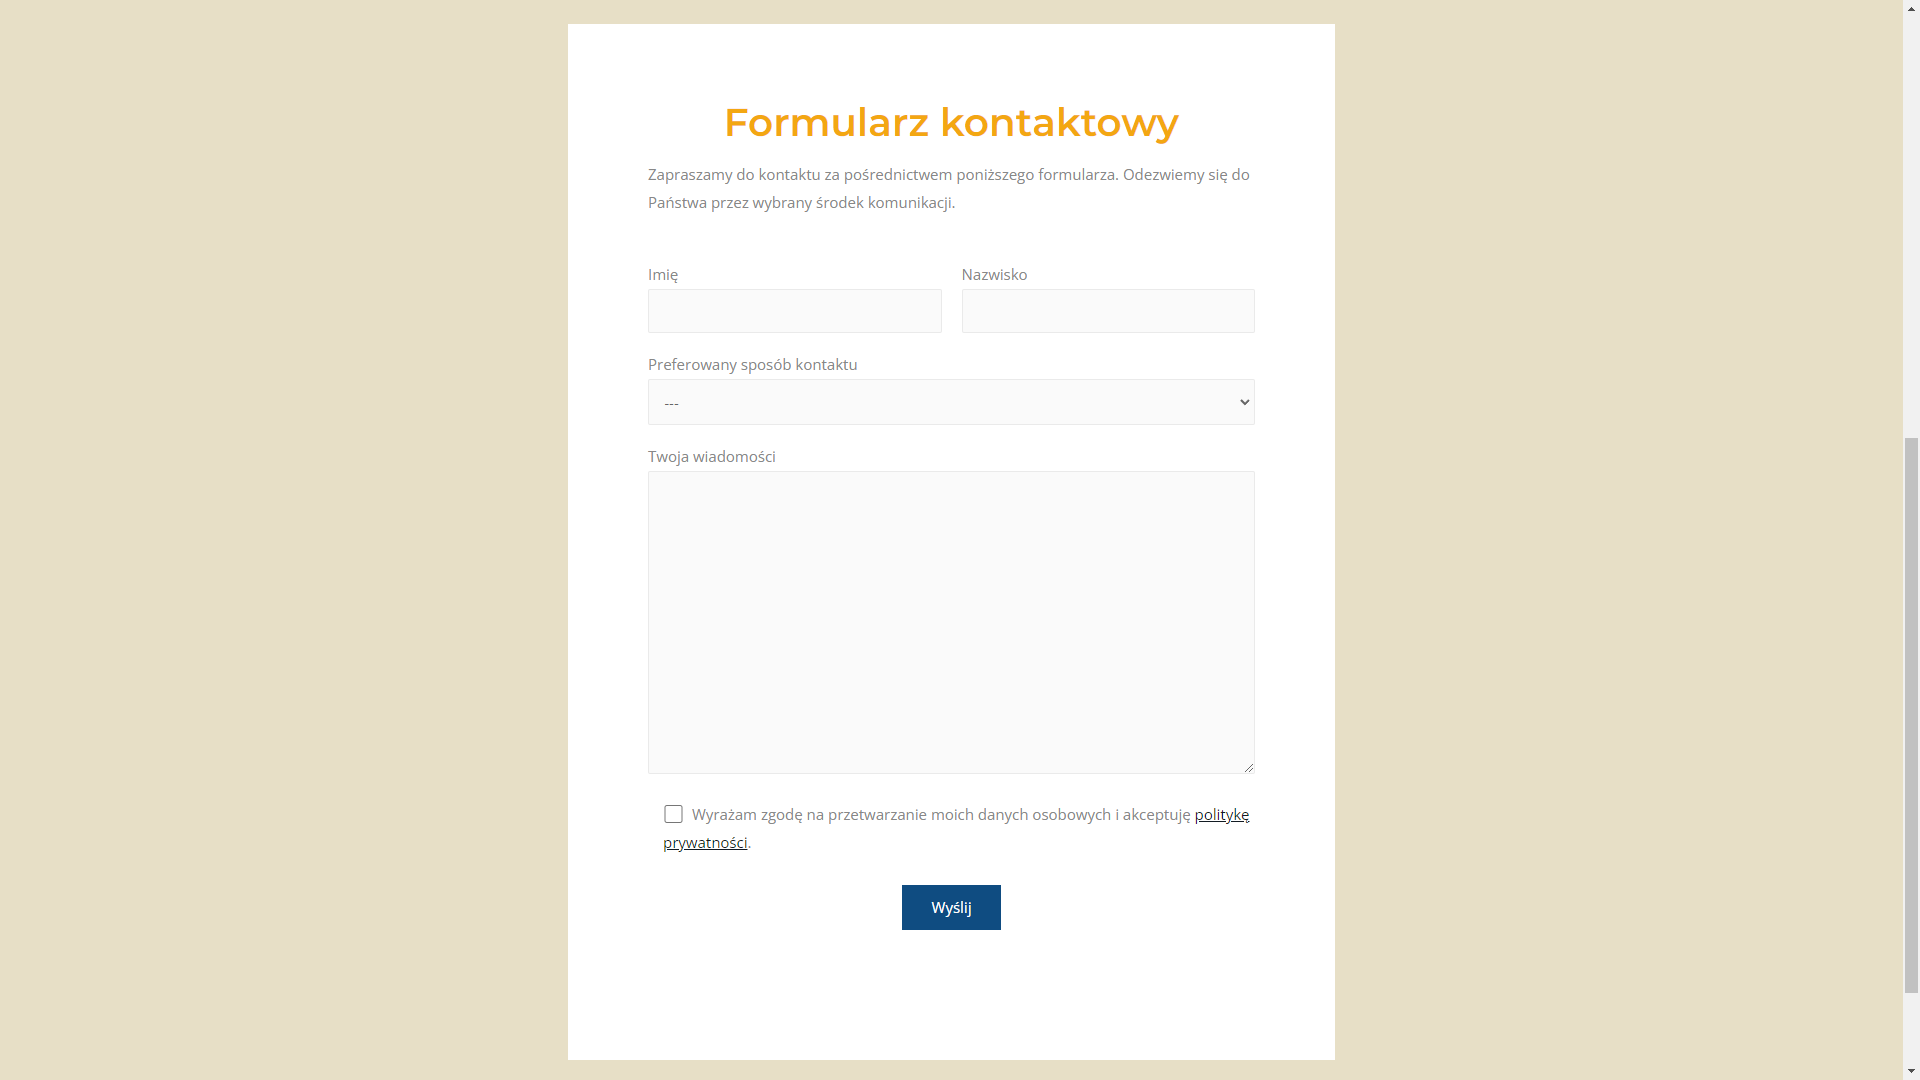 Formularz kontaktowy
Zapraszamy do kontaktu za pośrednictwem poniższego formularza. Odezwiemy się do
Państwa przez wybrany środek komunikacji.
Imię
Nazwisko
Preferowany sposób kontaktu
---
Twoja wiadomości
Wyrażam zgodę na przetwarzanie moich danych osobowych i akceptuję politykę
prywatności.
Wyślij